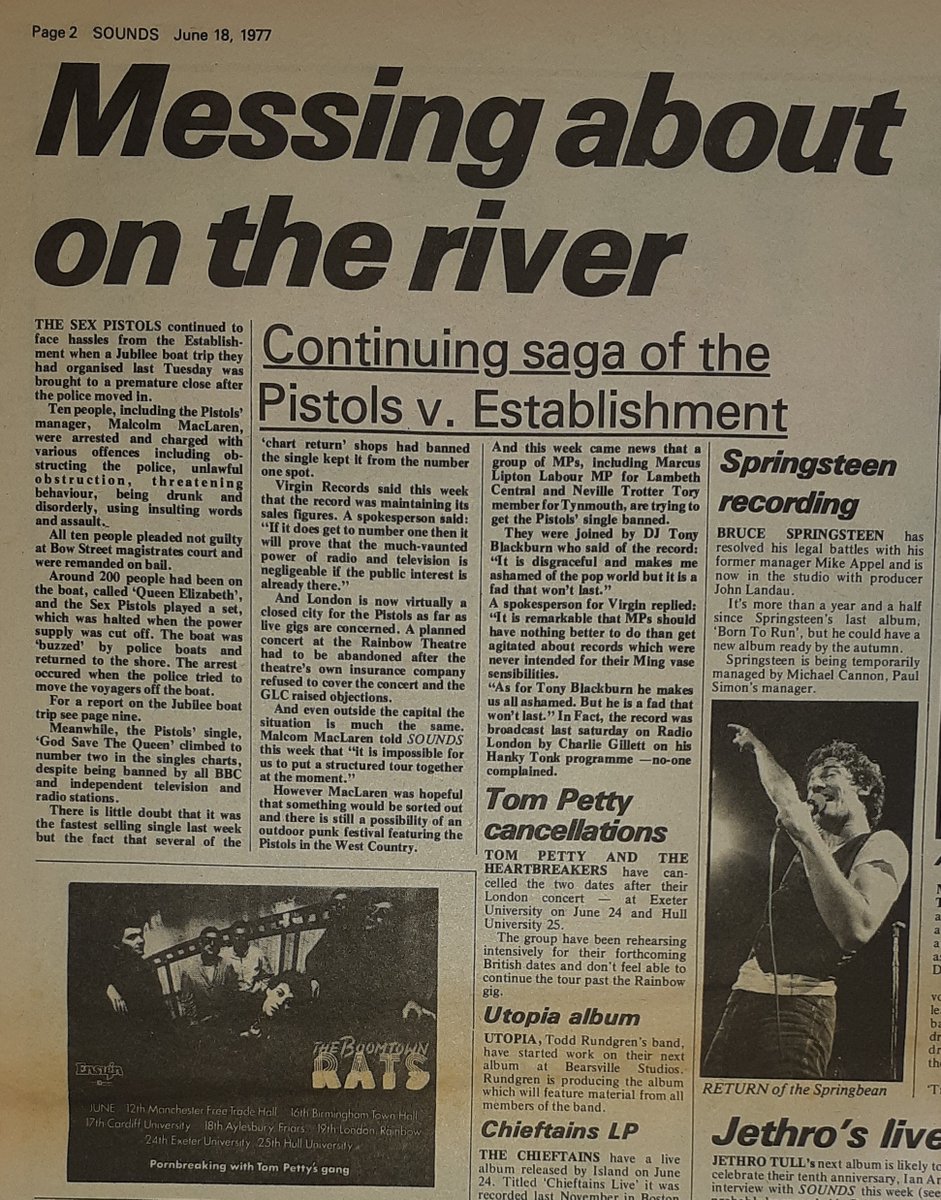 Page 2 SOUNDS June 18, 1977
Messing about
on the river
Continuing saga of the
Pistols v. Establishment
THE SEX PISTOLS continued to
face hassles from the Establish-
ment when a Jubilee boat trip they
had organised last Tuesday was
brought to a premature close after
the police moved in.
Ten people, including the Pistols'
manager, Malcolm MacLaren,
were arrested and charged with
various offences including ob-
structing the police, unlawful
obstruction, threatening
behaviour, being drunk and
disorderly, using insulting words
and assault.
All ten people pleaded not guilty
at Bow Street magistrates court and
were remanded on bail.
Around 200 people had been on
the boat, called 'Queen Elizabeth',
and the Sex Pistols played a set,
which was halted when the power
supply was cut off. The boat was
'buzzed' by police boats and
returned to the shore. The arrest
occured when the police tried to
move the voyagers off the boat.
For a report on the Jubilee boat
trip see page nine.
Meanwhile, the Pistols' single,
'God Save The Queen' climbed to
number two in the singles charts,
despite being banned by all BBC
and independent television and
radio stations.
There is little doubt that it was
the fastest selling single last week
but the fact that several of the
'chart return' shops had banned
the single kept it from the number
one spot.
Virgin Records said this week
that the record was maintaining its
sales figures. A spokesperson said:
"If it does get to number one then it
will prove that the much-vaunted
power of radio and television is
negligeable if the public interest is
already there."
And London is now virtually a
closed city for the Pistols as far as
live gigs are concerned. A planned
concert at the Rainbow Theatre
had to be abandoned after the
theatre's own insurance company
refused to cover the concert and the
GLC raised objections.
And even outside the capital the
situation is much the same.
Malcom MacLaren told SOUNDS
this week that "it is impossible for
us to put a structured tour together
at the moment."
However MacLaren was hopeful
that something would be sorted out
and there is still a possibility of an
outdoor punk festival featuring the
Pistols in the West Country.
And this week came news that a
group of MPs, including Marcus
Lipton Labour MP for Lambeth
Central and Neville Trotter Tory
member for Tynmouth, are trying to
get the Pistols' single banned.
They were joined by DJ Tony
Blackburn who said of the record:
"It is disgraceful and makes me
ashamed of the pop world but it is a
fad that won't last."
A spokesperson for Virgin replied:
"It is remarkable that MPs should
have nothing better to do than get
agitated about records which were
never intended for their Ming vase
sensibilities.
"As for Tony Blackburn he makes
us all ashamed. But he is a fad that
won't last." In Fact, the record was
broadcast last saturday on Radio
London by Charlie Gillett on his
Hanky Tonk programme —no-one
complained.
Tom Petty
cancellations
TOM PETTY AND THE
HEARTBREAKERS have can-
celled the two dates after their
London concert — at Exeter
University on June 24 and Hull
University 25.
The group have been rehearsing
intensively for their forthcoming
British dates and don't feel able to
continue the tour past the Rainbow
gig.
Utopia album
UTOPIA, Todd Rundgren's band,
have started work on their next
album at Bearsville Studios.
Rundgren is producing the album
which will feature material from all
members of the band.
Chieftains LP
THE CHIEFTAINS have a live
album released by Island on June
24. Titled 'Chieftains Live' it was
recorded last November in Boston
Springsteen
recording
BRUCE SPRINGSTEEN has
resolved his legal battles with his
former manager Mike Appel and is
now in the studio with producer
John Landau.
It's more than a year and a half
since Springsteen's last album,
'Born To Run', but he could have a
new album ready by the autumn.
Springsteen is being temporarily
managed by Michael Cannon, Paul
Simon's manager.
RETURN of the Springbean
Jethro's live
JETHRO TULL's next album is likely to
celebrate their tenth anniversary, Ian
interview with SOUNDS this week
THE BOOMTOWN
RATS
Ensign
JUNE 12th Manchester Free Trade Hall 16th Birmingham Town Hall
17th Cardiff University 18th Aylesbury Friars 19th London Rainbow
24th Exeter University 25th Hull University
Pornbreaking with Tom Petty's gang